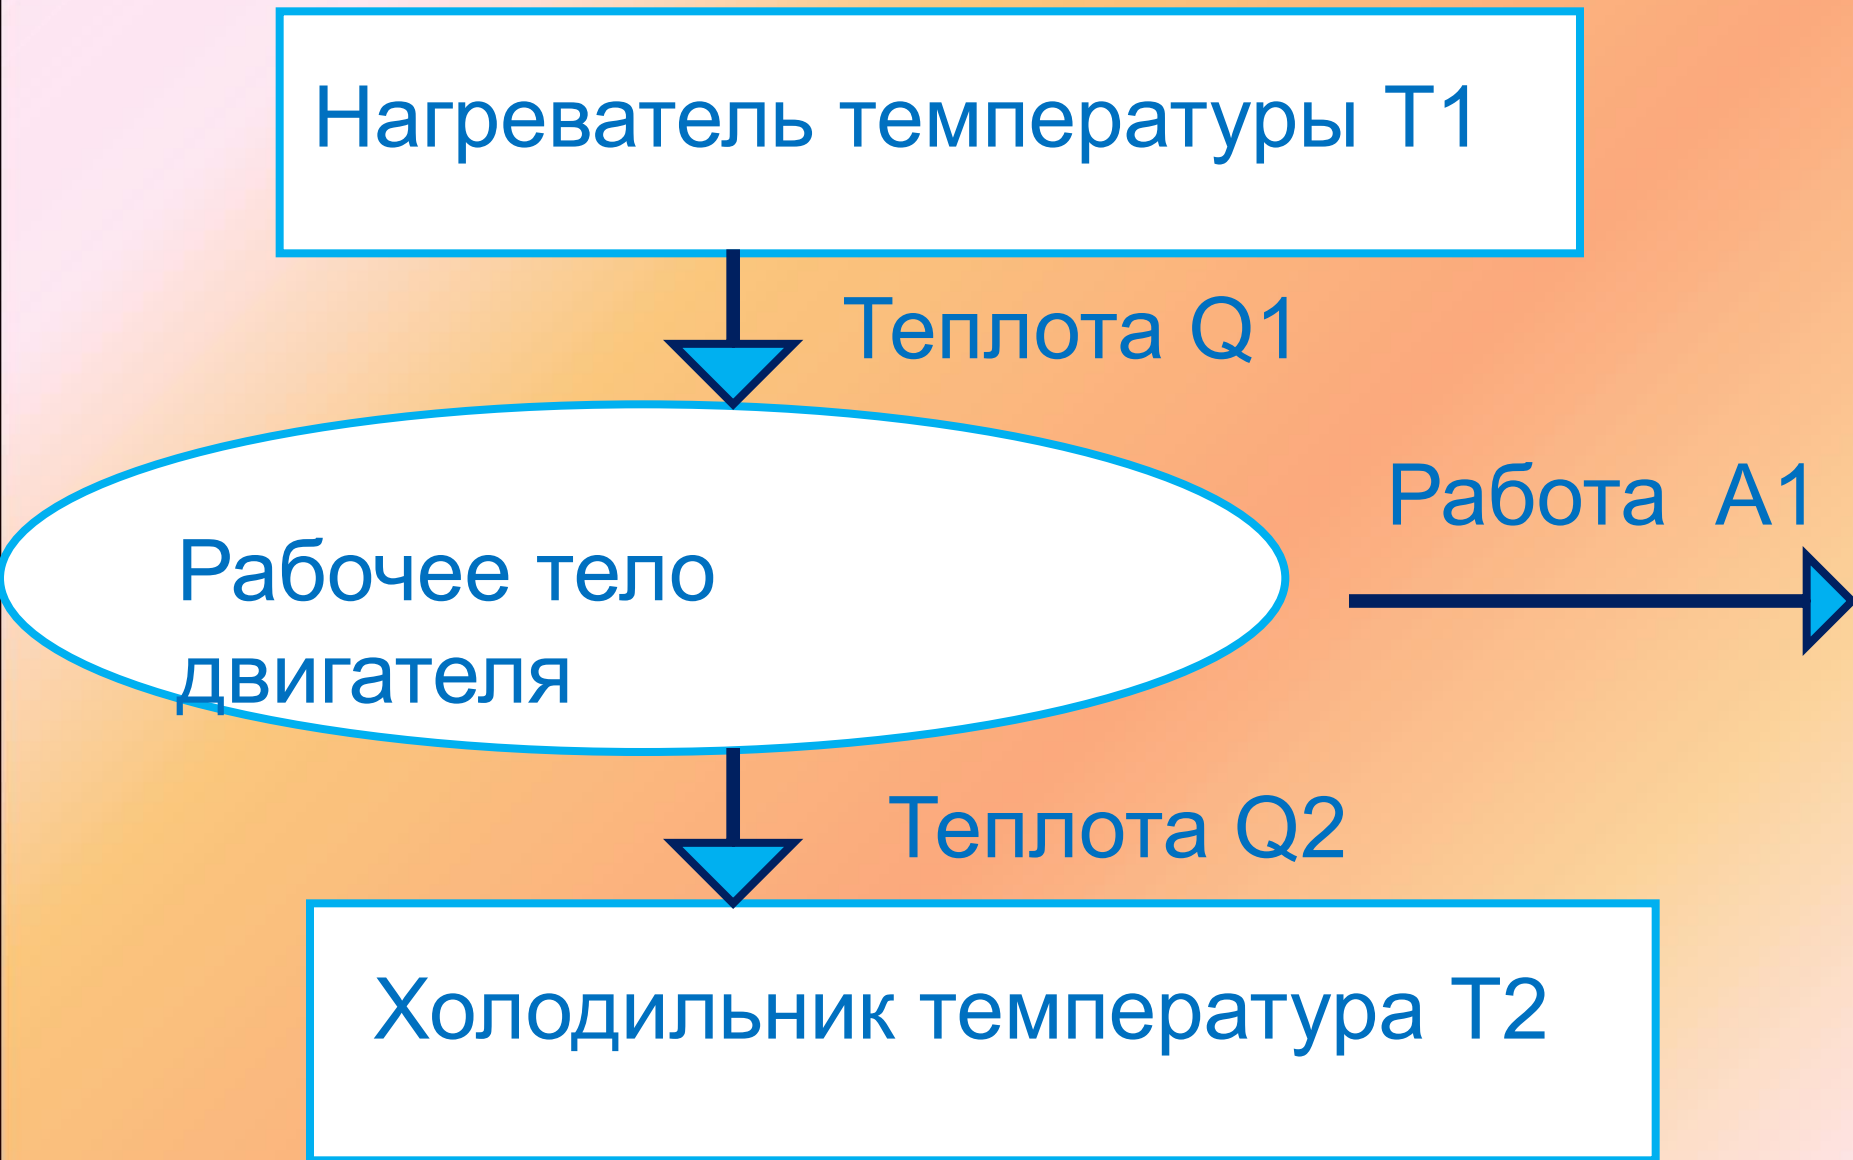 Нагреватель температуры Т1
Теплота Q1
Работа А1
Рабочее тело
двигателя
Теплота Q2
Холодильник температура Т2